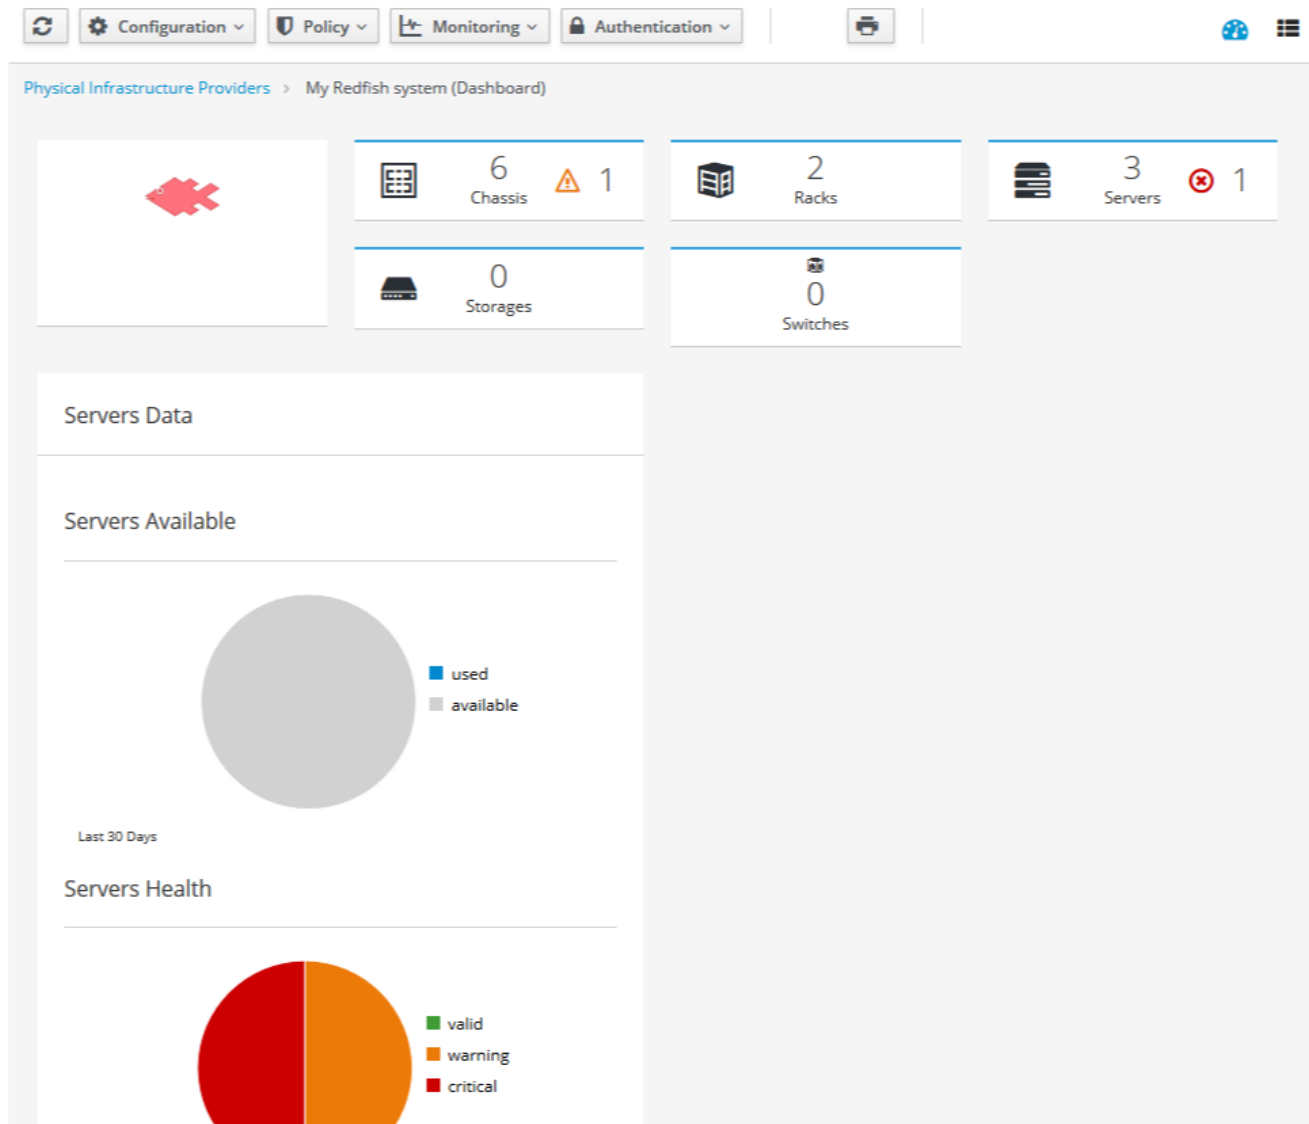 Configuration Policy Monitoring Authentication
Physical Infrastructure Providers > My Redfish system (Dashboard)
6 1
Chassis
2
Racks
3 1
Servers
0
Storages
0
Switches
Servers Data
Servers Available
used
available
Last 30 Days
Servers Health
valid
warning
critical